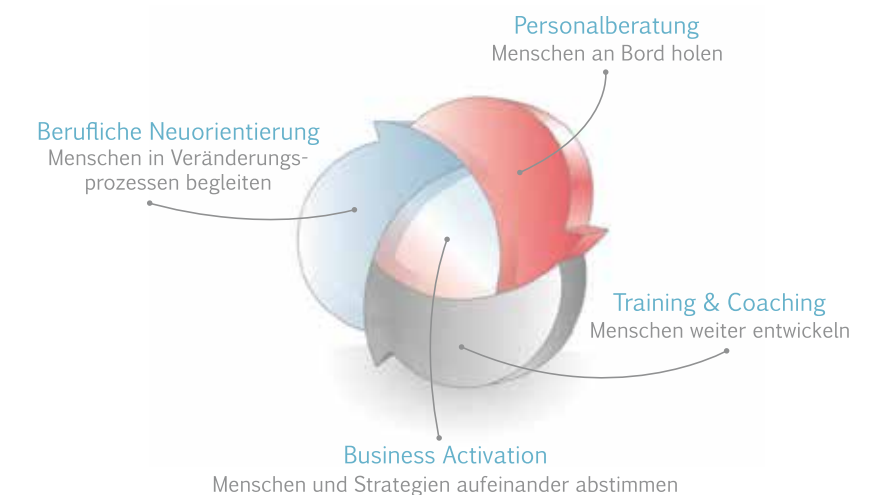 Personalberatung
Menschen an Bord holen
Berufliche Neuorientierung
Menschen in Veränderungs-
prozessen begleiten
Training & Coaching
Menschen weiter entwickeln
Business Activation
Menschen und Strategien aufeinander abstimmen